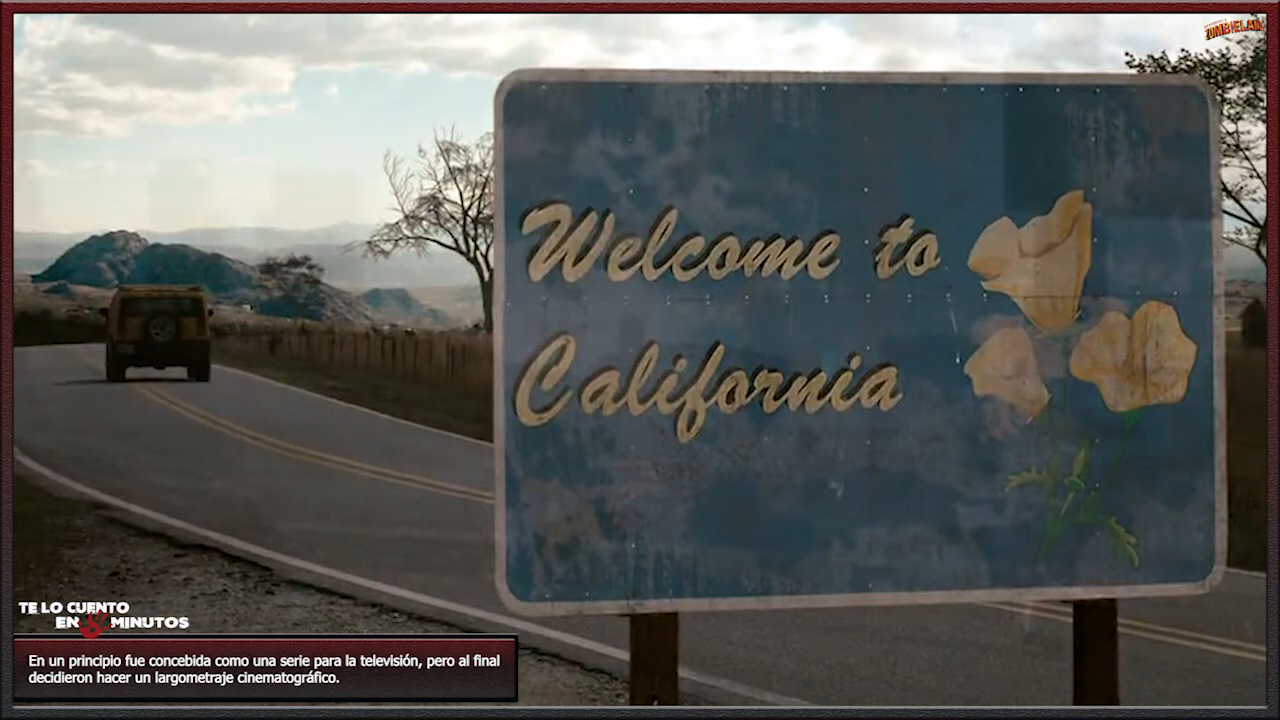 ZOMBIELAND
Welcome to
California
TE LO CUENTO
EN 8 MINUTOS
En un principio fue concebida como una serie para la televisión, pero al final
decidieron hacer un largometraje cinematográfico.